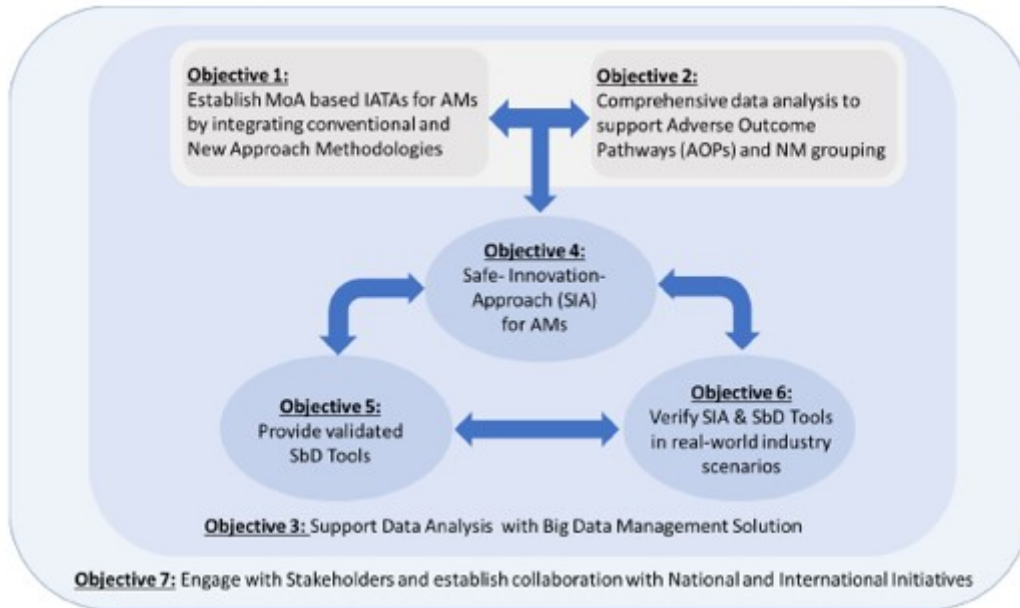 Objective 1:
Establish MoA based IATAs for AMs
by integrating conventional and
New Approach Methodologies
Objective 2:
Comprehensive data analysis to
support Adverse Outcome
Pathways (AOPs) and NM grouping
Objective 4:
Safe- Innovation-
Approach (SIA)
for AMs
Objective 5:
Provide validated
SbD Tools
Objective 6:
Verify SIA & SbD Tools
in real-world industry
scenarios
Objective 3: Support Data Analysis with Big Data Management Solution
Objective 7: Engage with Stakeholders and establish collaboration with National and International Initiatives